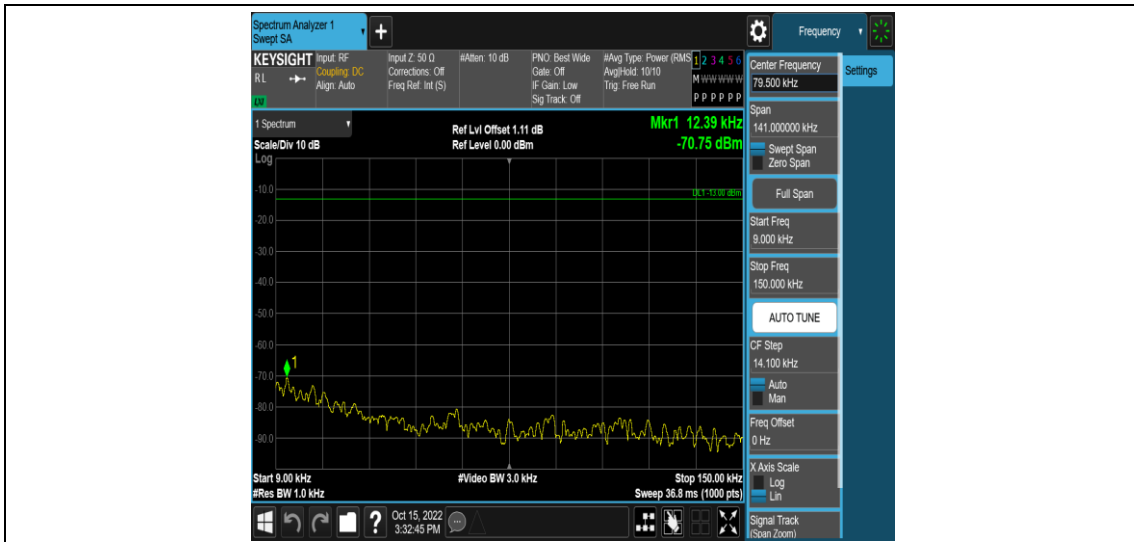 Spectrum Analyzer 1
Swept SA
+
Frequency
KEYSIGHT
RL
LM
Input: RF
Coupling: DC
Align: Auto
Input Z: 50 Ω
Corrections: Off
Freq Ref: Int (S)
#Atten: 10 dB
PNO: Best Wide
Gate: Off
IF Gain: Low
Sig Track: Off
#Avg Type: Power (RMS
Avg|Hold: 10/10
Trig: Free Run
1 2 3 4 5 6
M W W W W W
P P P P P P
1 Spectrum
Scale/Div 10 dB
Ref Lvl Offset 1.11 dB
Ref Level 0.00 dBm
Mkr1 12.39 kHz
-70.75 dBm
Log
DL1 -13.00 dBm
-10.0
-20.0
-30.0
-40.0
-50.0
-60.0
-70.0
-80.0
-90.0
1
Start 9.00 kHz
#Res BW 1.0 kHz
#Video BW 3.0 kHz
Stop 150.00 kHz
Sweep 36.8 ms (1000 pts)
Center Frequency
79.500 kHz
Settings
Span
141.000000 kHz
Swept Span
Zero Span
Full Span
Start Freq
9.000 kHz
Stop Freq
150.000 kHz
AUTO TUNE
CF Step
14.100 kHz
Auto
Man
Freq Offset
0 Hz
X Axis Scale
Log
Lin
Signal Track
(Span Zoom)
?
Oct 15, 2022
3:32:45 PM